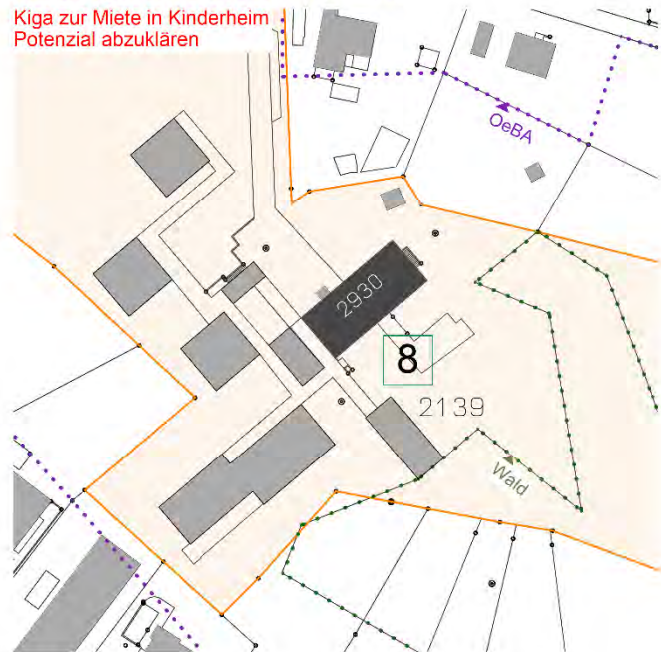 Kiga zur Miete in Kinderheim
Potenzial abzuklären
OeBA
2930
8
2139
Wald